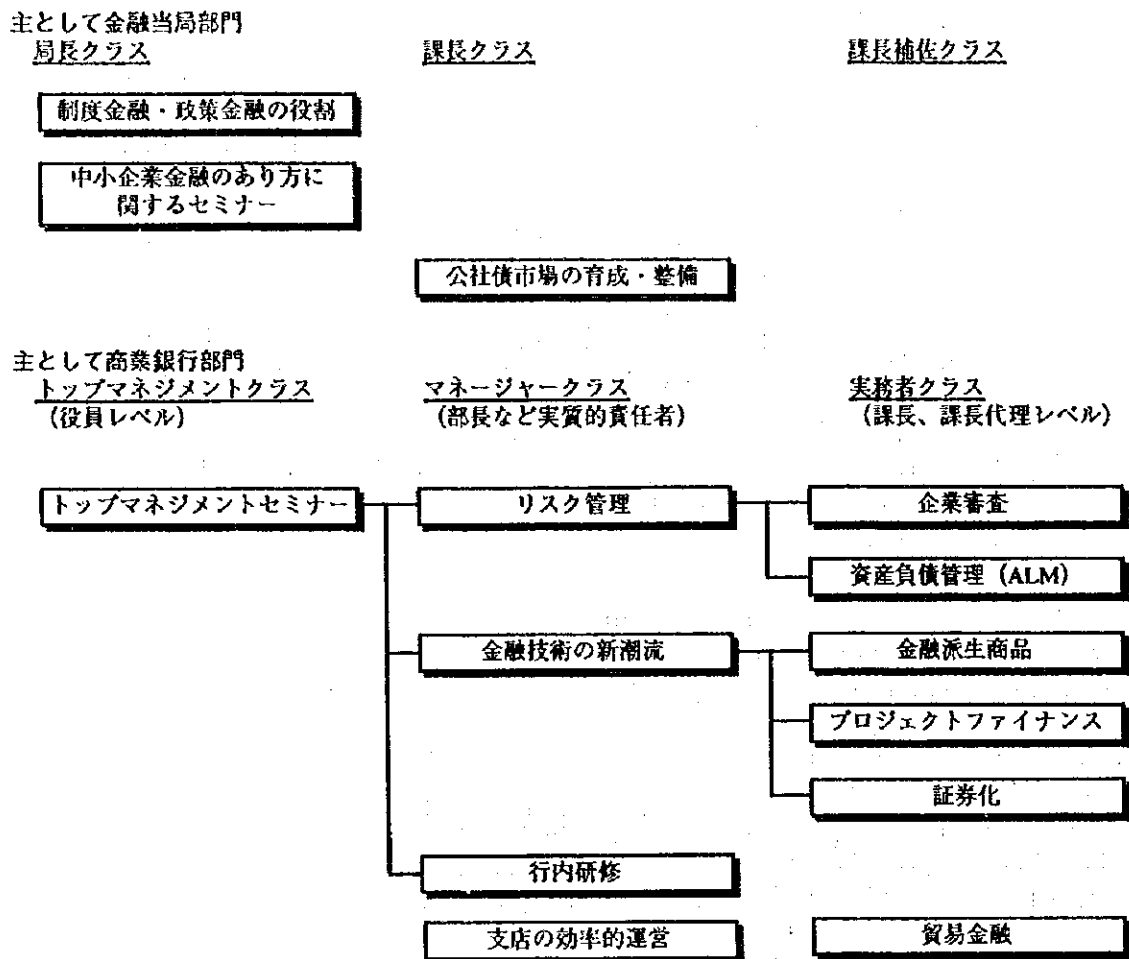 主として金融当局部門
局長クラス 課長クラス 課長補佐クラス
制度金融・政策金融の役割
中小企業金融のあり方に
関するセミナー
公社債市場の育成・整備
主として商業銀行部門
トップマネジメントクラス マネージャークラス 実務者クラス
(役員レベル) (部長など実質的責任者) (課長、課長代理レベル)
トップマネジメントセミナー リスク管理 企業審査
資産負債管理 (ALM)
金融技術の新潮流 金融派生商品
プロジェクトファイナンス
証券化
行内研修
支店の効率的運営 貿易金融